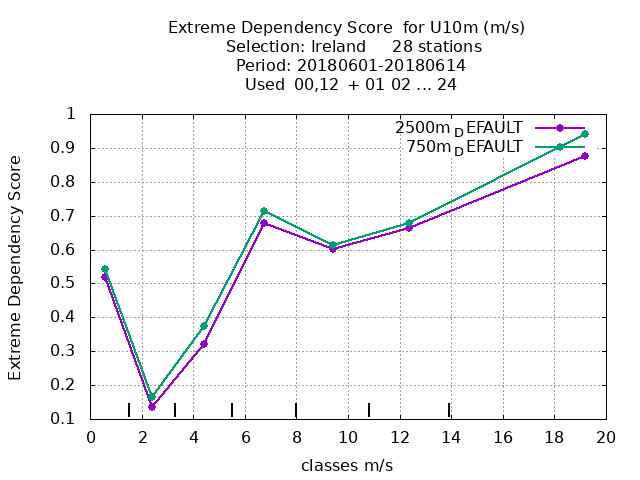 Extreme Dependency Score  for U10m (m/s)
Selection: Ireland     28 stations
Period: 20180601-20180614
Used  00,12  + 01 02 ... 24
2500m_DEFAULT
750m_DEFAULT
Extreme Dependency Score
1
0.9
0.8
0.7
0.6
0.5
0.4
0.3
0.2
0.1
0 2 4 6 8 10 12 14 16 18 20
classes m/s